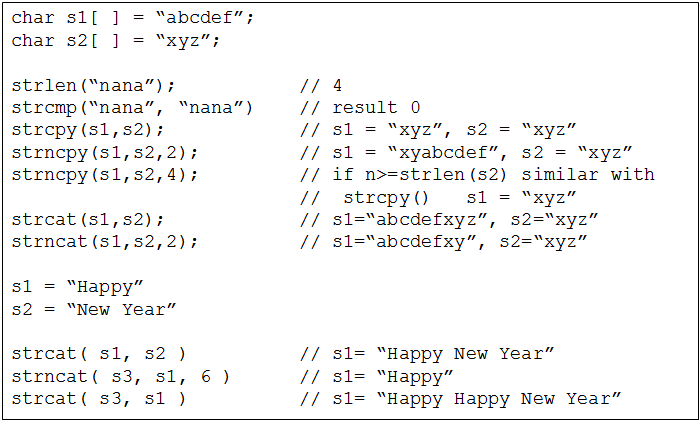 char s1[ ] = “abcdef”;
char s2[ ] = “xyz”;
strlen(“nana”); // 4
strcmp(“nana”, “nana”) // result 0
strcpy(s1,s2); // s1 = “xyz”, s2 = “xyz”
strncpy(s1,s2,2); // s1 = “xyabcdef”, s2 = “xyz”
strncpy(s1,s2,4); // if n>=strlen(s2) similar with
// strcpy() s1 = “xyz”
strcat(s1,s2); // s1=“abcdefxyz”, s2=“xyz”
strncat(s1,s2,2); // s1=“abcdefxy”, s2=“xyz”
s1 = “Happy”
s2 = “New Year”
strcat( s1, s2 ) // s1= “Happy New Year”
strncat( s3, s1, 6 ) // s1= “Happy”
strcat( s3, s1 ) // s1= “Happy Happy New Year”